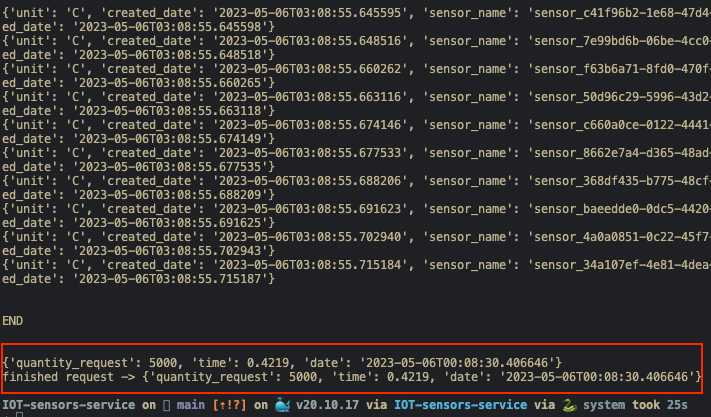 {'unit': 'C', 'created_date': '2023-05-06T03:08:55.645595', 'sensor_name': 'sensor_c41f96b2-1e68-47d4-
ed_date': '2023-05-06T03:08:55.645598'}
{'unit': 'C', 'created_date': '2023-05-06T03:08:55.648516', 'sensor_name': 'sensor_7e99bd6b-06be-4cc0-
ed_date': '2023-05-06T03:08:55.648518'}
{'unit': 'C', 'created_date': '2023-05-06T03:08:55.660262', 'sensor_name': 'sensor_f63b6a71-8fd0-470f-
ed_date': '2023-05-06T03:08:55.660265'}
{'unit': 'C', 'created_date': '2023-05-06T03:08:55.663116', 'sensor_name': 'sensor_50d96c29-5996-43d2-
ed_date': '2023-05-06T03:08:55.663118'}
{'unit': 'C', 'created_date': '2023-05-06T03:08:55.674146', 'sensor_name': 'sensor_c660a0ce-0122-4441-
ed_date': '2023-05-06T03:08:55.674149'}
{'unit': 'C', 'created_date': '2023-05-06T03:08:55.677533', 'sensor_name': 'sensor_8662e7a4-d365-48ad-
ed_date': '2023-05-06T03:08:55.677535'}
{'unit': 'C', 'created_date': '2023-05-06T03:08:55.688206', 'sensor_name': 'sensor_368df435-b775-48cf-
ed_date': '2023-05-06T03:08:55.688209'}
{'unit': 'C', 'created_date': '2023-05-06T03:08:55.691623', 'sensor_name': 'sensor_baeedde0-0dc5-4420-
ed_date': '2023-05-06T03:08:55.691625'}
{'unit': 'C', 'created_date': '2023-05-06T03:08:55.702940', 'sensor_name': 'sensor_4a0a0851-0c22-45f7-
ed_date': '2023-05-06T03:08:55.702943'}
{'unit': 'C', 'created_date': '2023-05-06T03:08:55.715184', 'sensor_name': 'sensor_34a107ef-4e81-4dea-
ed_date': '2023-05-06T03:08:55.715187'}
END
{'quantity_request': 5000, 'time': 0.4219, 'date': '2023-05-06T00:08:30.406646'}
finished request -> {'quantity_request': 5000, 'time': 0.4219, 'date': '2023-05-06T00:08:30.406646'}
IOT-sensors-service on main [⇡!?] on 🐳 v20.10.17 via IOT-sensors-service via 🐍 system took 25s